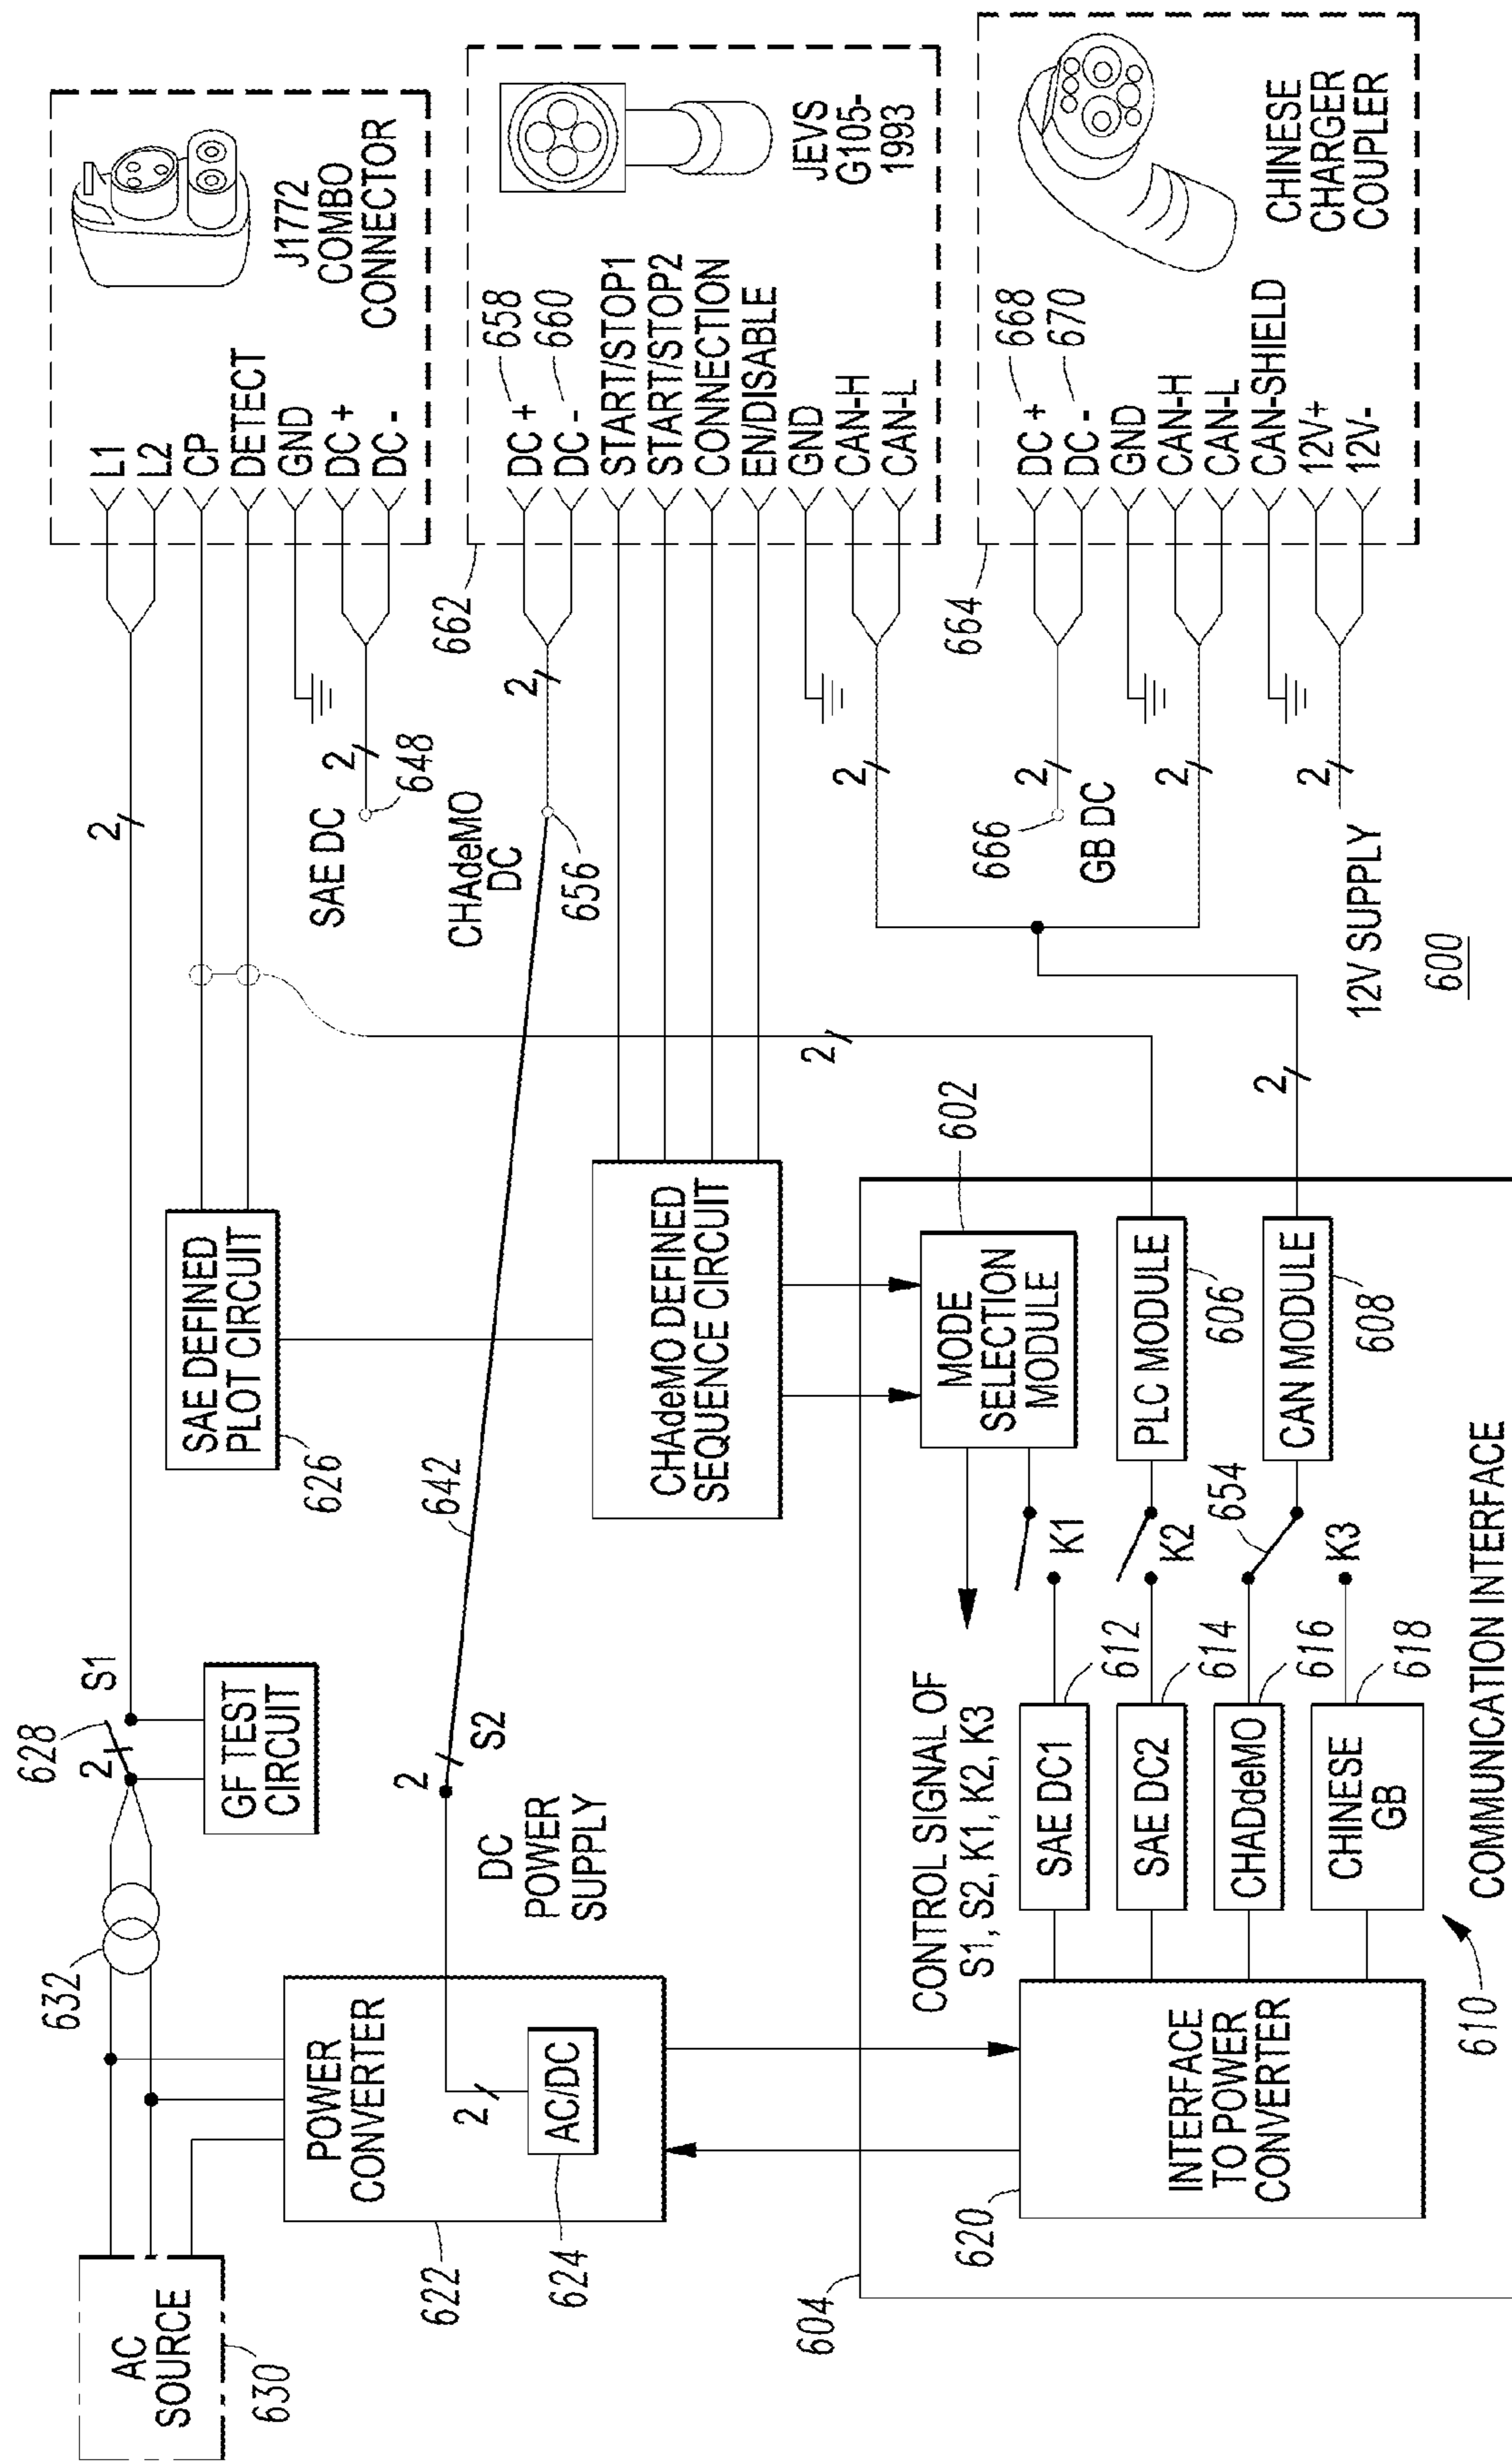 AC
SOURCE
630
632
628
2
S1
GF TEST
CIRCUIT
2
L1
L2
CP
DETECT
GND
DC +
DC -
J1772
COMBO
CONNECTOR
SAE DEFINED
PLOT CIRCUIT
626
SAE DC
2
648
POWER
CONVERTER
622
AC/DC
624
2
DC
POWER
SUPPLY
2
S2
642
CHAdeMO
DC
656
2
662
DC +
658
DC -
660
START/STOP1
START/STOP2
CONNECTION
EN/DISABLE
GND
CAN-H
CAN-L
JEVS
G105-
1993
CHAdeMO DEFINED
SEQUENCE CIRCUIT
2
2
604
620
INTERFACE
TO POWER
CONVERTER
CONTROL SIGNAL OF
S1, S2, K1, K2, K3
MODE
SELECTION
MODULE
602
K1
SAE DC1
612
K2
SAE DC2
614
PLC MODULE
606
654
CHADdeMO
616
CAN MODULE
608
K3
CHINESE
GB
618
610
COMMUNICATION INTERFACE
2
666
2
GB DC
2
2
12V SUPPLY
664
DC +
668
DC -
670
GND
CAN-H
CAN-L
CAN-SHIELD
12V+
12V-
CHINESE
CHARGER
COUPLER
600